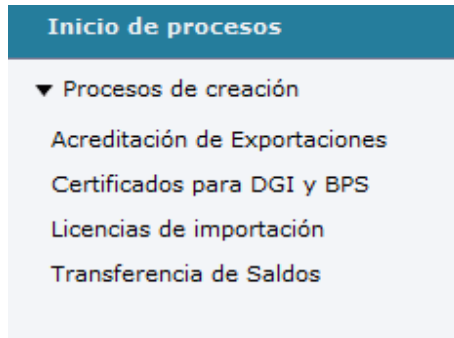 Inicio de procesos
Procesos de creación
Acreditación de Exportaciones
Certificados para DGI y BPS
Licencias de importación
Transferencia de Saldos